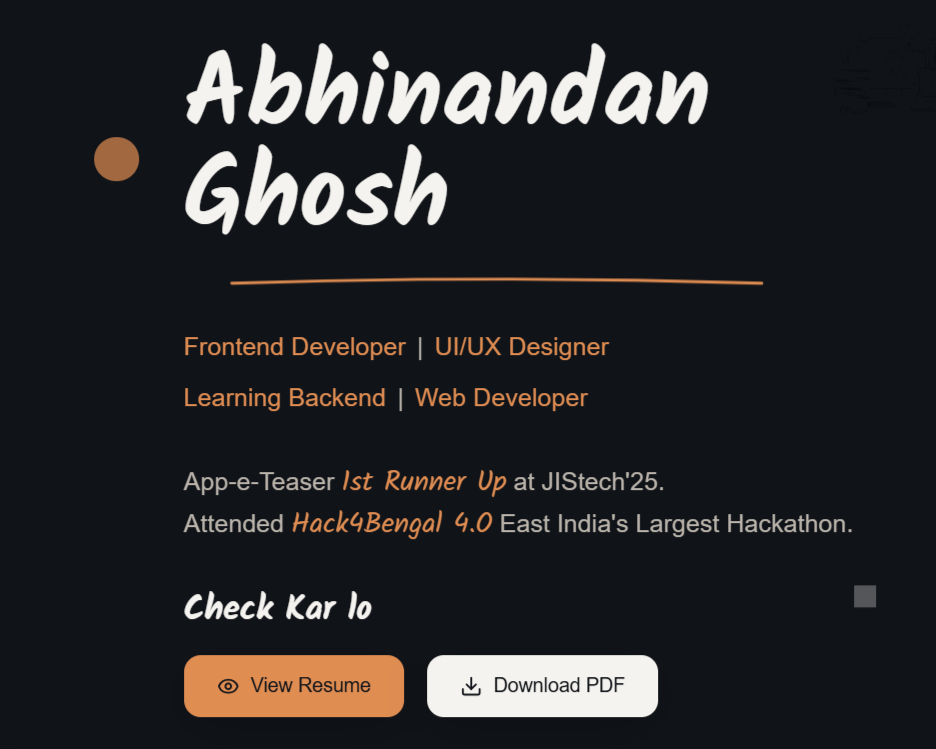 Abhinandan
Ghosh
Frontend Developer | UI/UX Designer
Learning Backend | Web Developer
App-e-Teaser 1st Runner Up at JIStech'25.
Attended Hack4Bengal 4.0 East India's Largest Hackathon.
Check Kar lo
View Resume
Download PDF